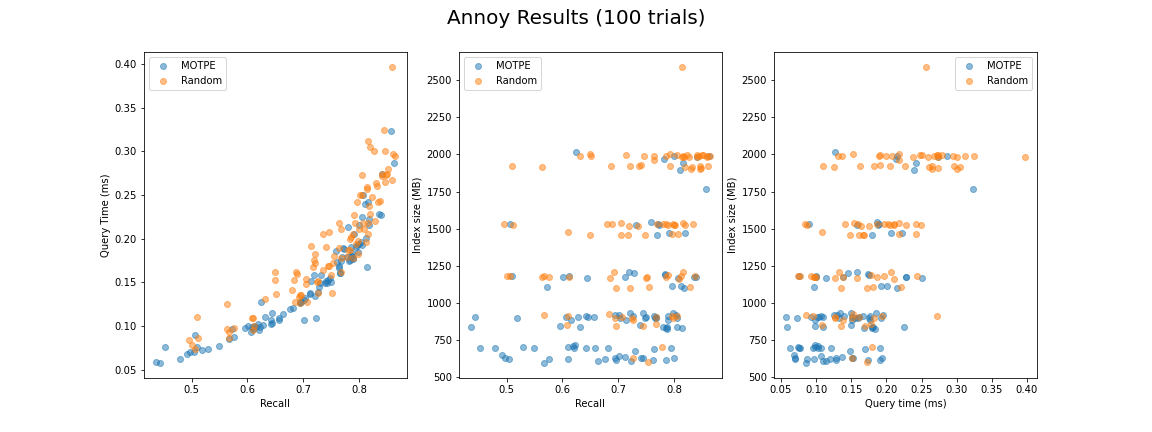 Annoy Results (100 trials)
MOTPE
Random
0.40
0.35
0.30
0.25
0.20
0.15
0.10
0.05
Query Time (ms)
0.5 0.6 0.7 0.8
Recall
MOTPE
Random
2500
2250
2000
1750
1500
1250
1000
750
500
Index size (MB)
0.5 0.6 0.7 0.8
Recall
MOTPE
Random
2500
2250
2000
1750
1500
1250
1000
750
500
Index size (MB)
0.05 0.10 0.15 0.20 0.25 0.30 0.35 0.40
Query time (ms)